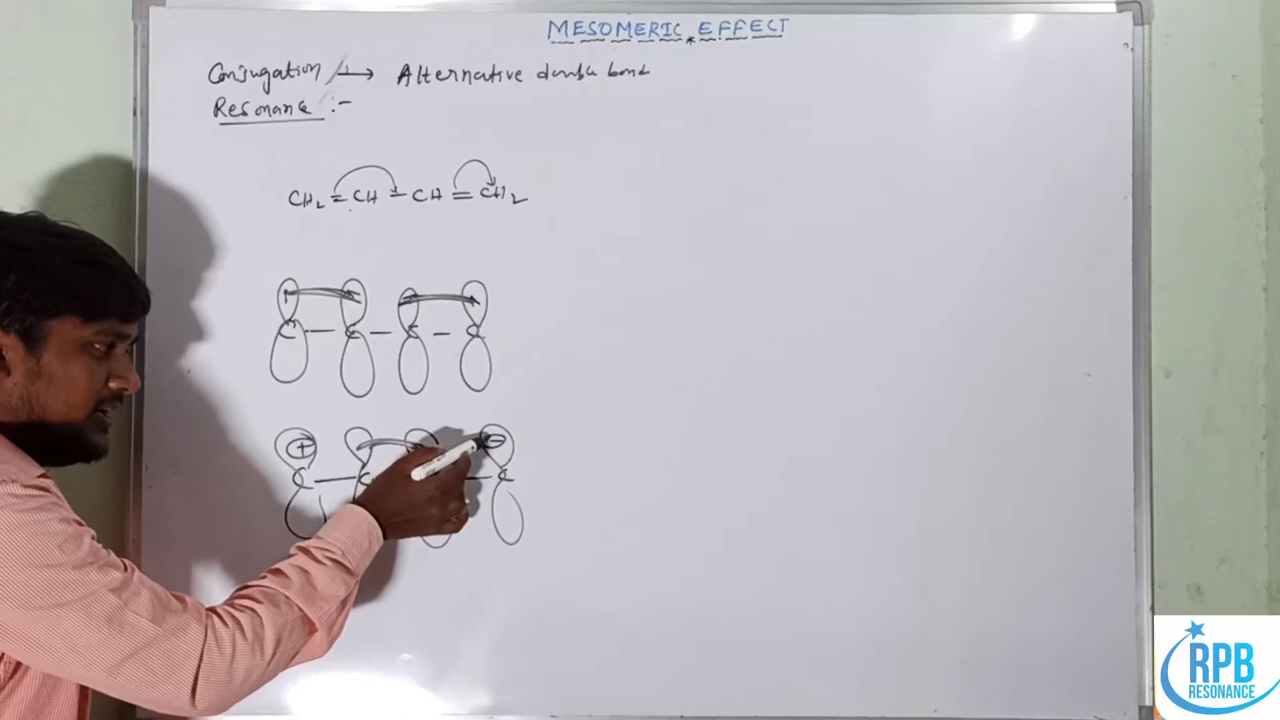 MESOMERIC EFFECT
Conjugation → Alternative double bond
Resonance :-
CH2 = CH - CH = CH2
C - C - C - C
+ -
C - C - C
RPB
RESONANCE